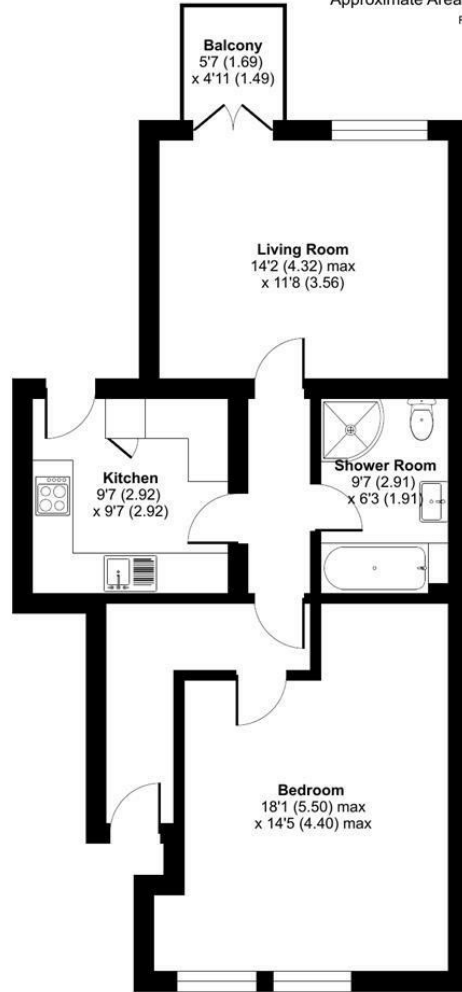 Approximate Area
Balcony
5'7 (1.69)
x 4'11 (1.49)
Living Room
14'2 (4.32) max
x 11'8 (3.56)
Kitchen
9'7 (2.92)
x 9'7 (2.92)
Shower Room
9'7 (2.91)
x 6'3 (1.91)
Bedroom
18'1 (5.50) max
x 14'5 (4.40) max